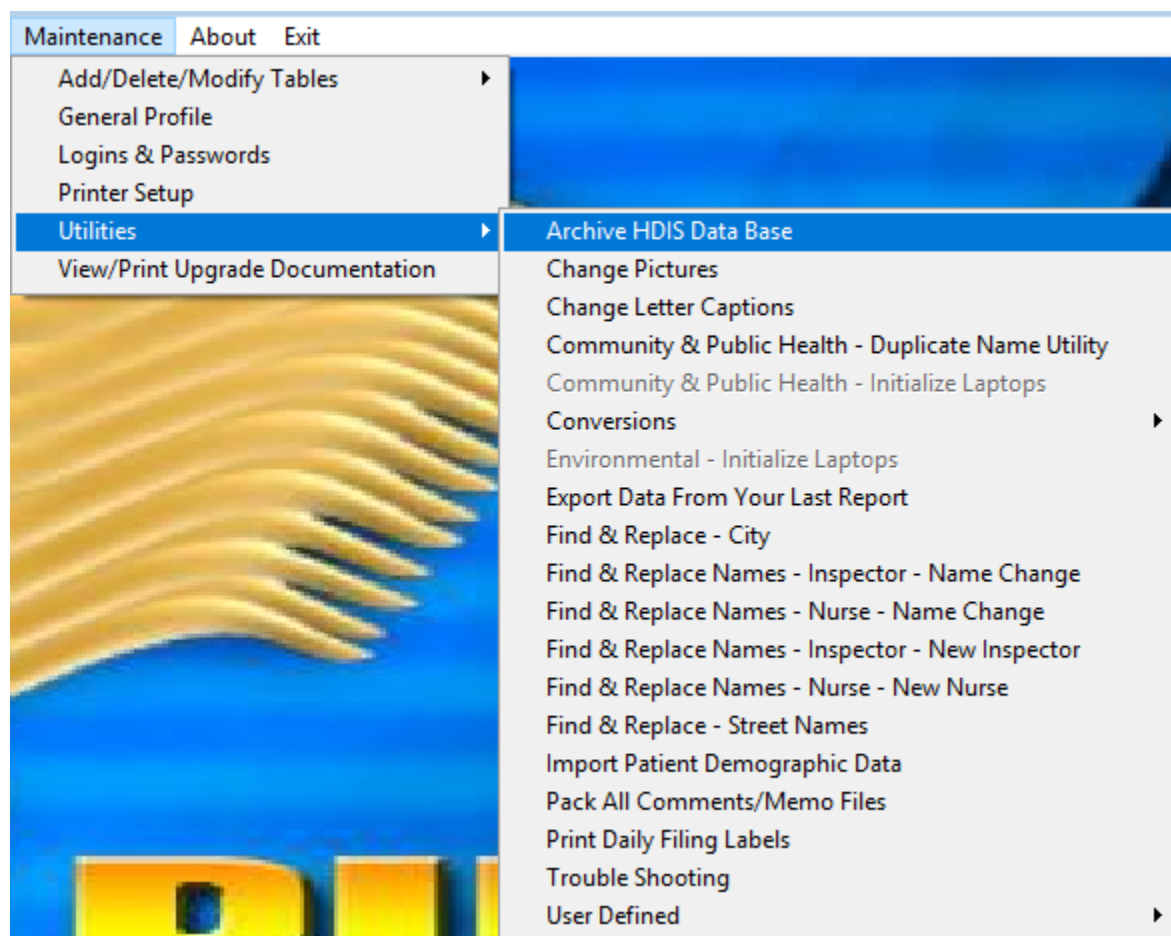 Maintenance About Exit
Add/Delete/Modify Tables
General Profile
Logins & Passwords
Printer Setup
Utilities
View/Print Upgrade Documentation
Archive HDIS Data Base
Change Pictures
Change Letter Captions
Community & Public Health - Duplicate Name Utility
Community & Public Health - Initialize Laptops
Conversions
Environmental - Initialize Laptops
Export Data From Your Last Report
Find & Replace - City
Find & Replace Names - Inspector - Name Change
Find & Replace Names - Nurse - Name Change
Find & Replace Names - Inspector - New Inspector
Find & Replace Names - Nurse - New Nurse
Find & Replace - Street Names
Import Patient Demographic Data
Pack All Comments/Memo Files
Print Daily Filing Labels
Trouble Shooting
User Defined